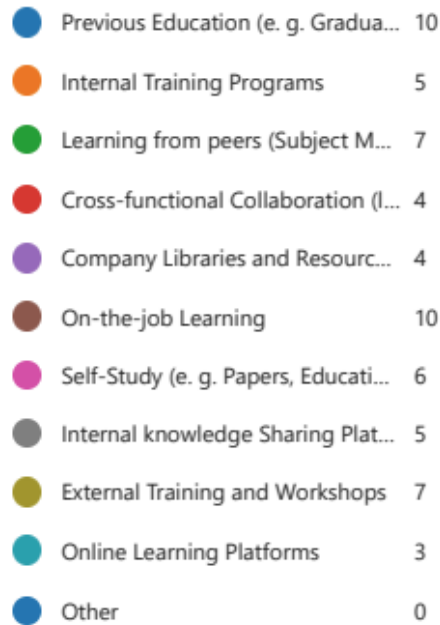 Previous Education (e. g. Gradua... 10
Internal Training Programs 5
Learning from peers (Subject M... 7
Cross-functional Collaboration (I... 4
Company Libraries and Resourc... 4
On-the-job Learning 10
Self-Study (e. g. Papers, Educati... 6
Internal knowledge Sharing Plat... 5
External Training and Workshops 7
Online Learning Platforms 3
Other 0